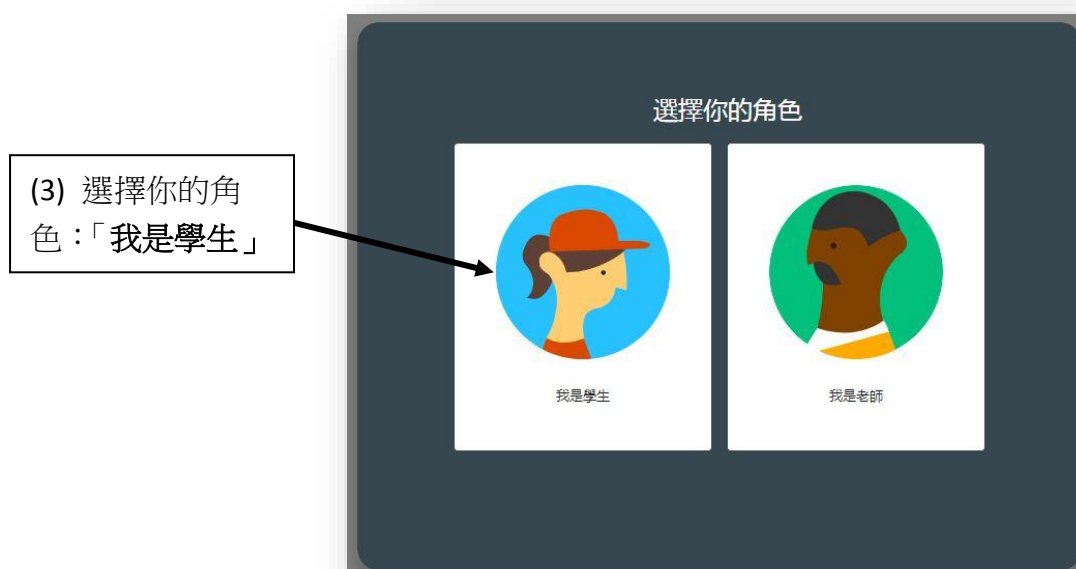 選擇你的角色
(3) 選擇你的角
色：「我是學生」
我是學生
我是老師